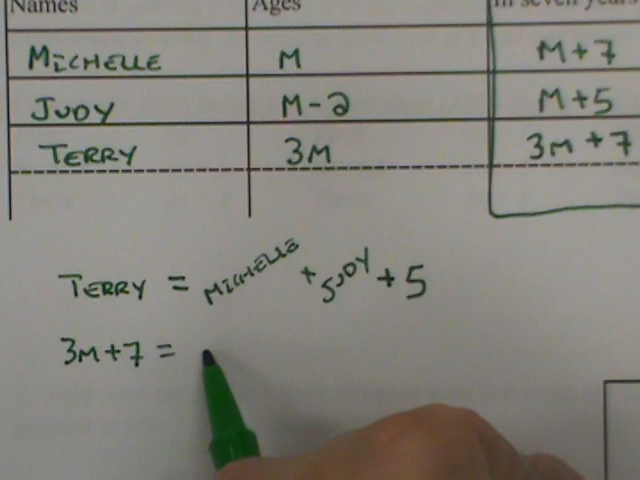 Names Ages In seven years
MICHELLE M M+7
JUDY M-2 M+5
TERRY 3M 3M+7
TERRY = MICHELLE + JUDY + 5
3M+7 =